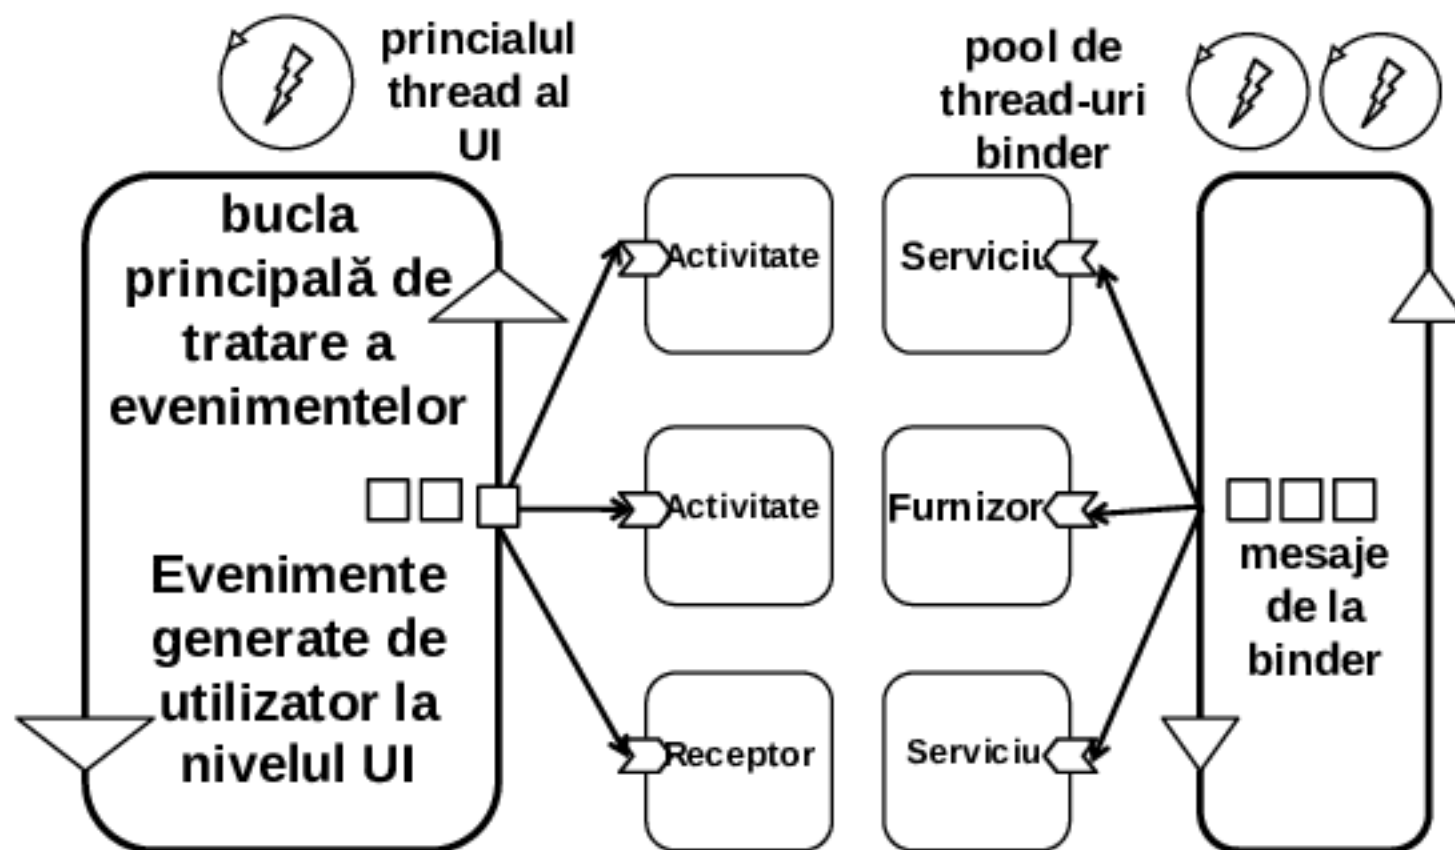 princialul
thread al
UI
pool de
thread-uri
binder
bucla
principală de
tratare a
evenimentelor
Evenimente
generate de
utilizator la
nivelul UI
Activitate
Activitate
Receptor
Serviciu
Furnizor
Serviciu
mesaje
de la
binder